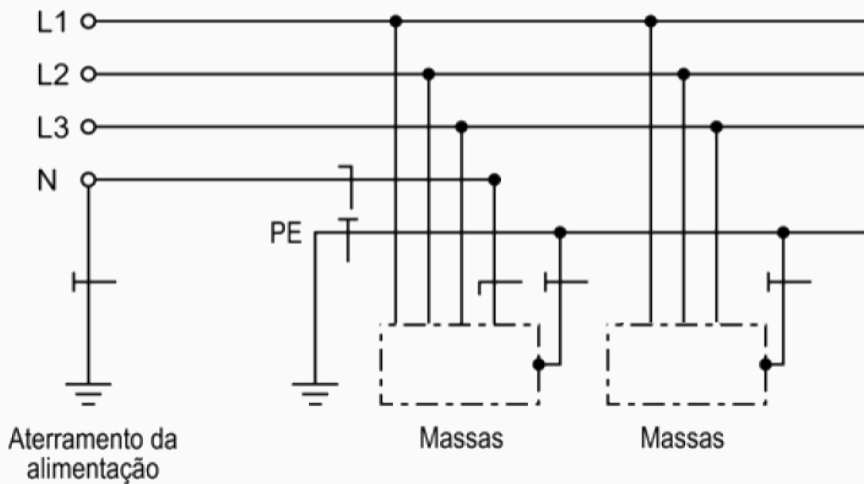 L1
L2
L3
N
PE
Aterramento da
alimentação
Massas
Massas